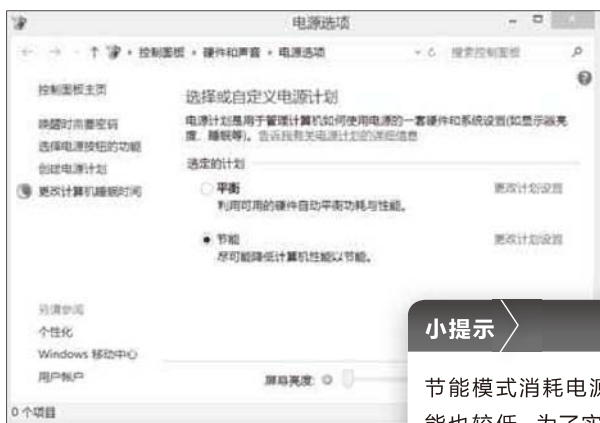 电源选项
控制面板 硬件和声音 电源选项
搜索控制面板
控制面板主页
唤醒时需要密码
选择电源按钮的功能
创建电源计划
更改计算机睡眠时间
选择或自定义电源计划
电源计划是用于管理计算机如何使用电源的一套硬件和系统设置(如显示器亮
度、睡眠等)。告诉我有关电源计划的详细信息
选定的计划
平衡
更改计划设置
利用可用的硬件自动平衡功耗与性能。
节能
更改计划设置
尽可能降低计算机性能以节能。
另请参阅
个性化
Windows 移动中心
用户帐户
屏幕亮度:
0 个项目
小提示
节能模式消耗电源
能也较低 为了实